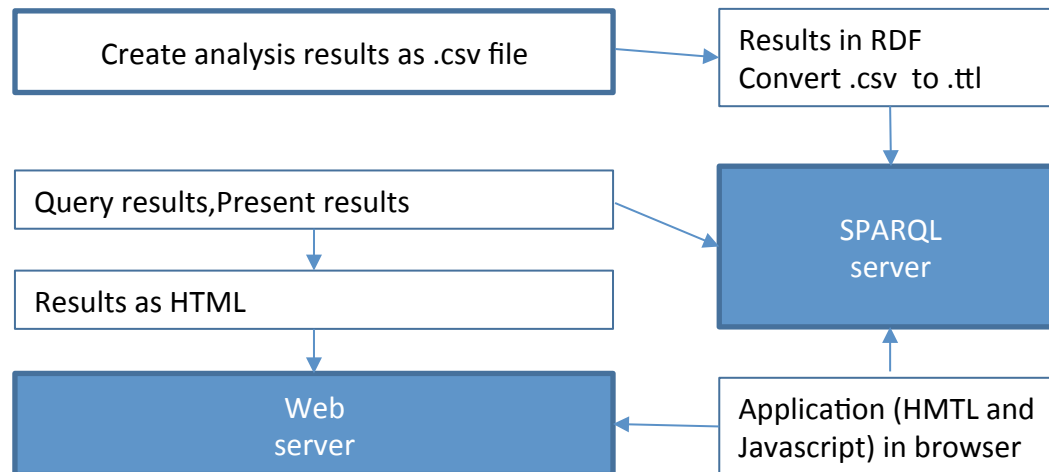 Create analysis results as .csv file
Results in RDF
Convert .csv to .ttl
Query results,Present results
SPARQL
server
Results as HTML
Web
server
Application (HMTL and
Javascript) in browser